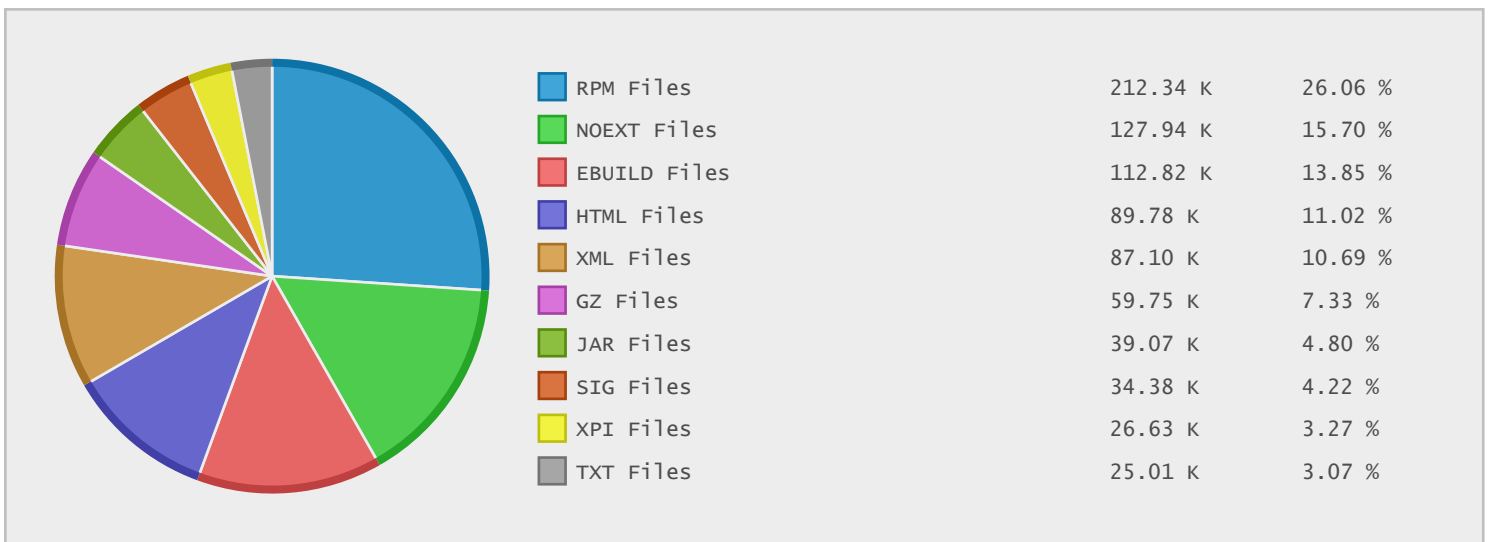 RPM Files 212.34 K 26.06 %
NOEXT Files 127.94 K 15.70 %
EBUILD Files 112.82 K 13.85 %
HTML Files 89.78 K 11.02 %
XML Files 87.10 K 10.69 %
GZ Files 59.75 K 7.33 %
JAR Files 39.07 K 4.80 %
SIG Files 34.38 K 4.22 %
XPI Files 26.63 K 3.27 %
TXT Files 25.01 K 3.07 %